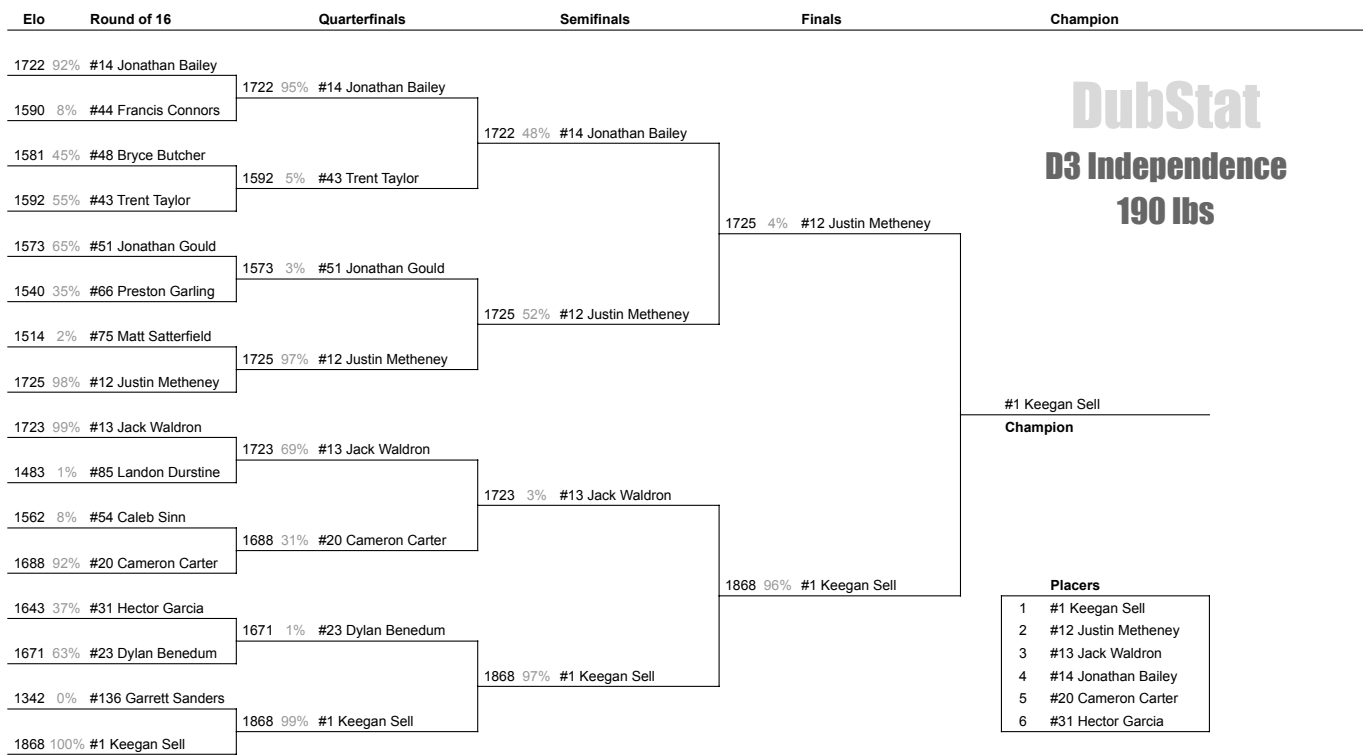 Elo Round of 16 Quarterfinals Semifinals Finals Champion
1722 92% #14 Jonathan Bailey
1722 95% #14 Jonathan Bailey
1590 8% #44 Francis Connors
1722 48% #14 Jonathan Bailey
1581 45% #48 Bryce Butcher
1592 5% #43 Trent Taylor
1592 55% #43 Trent Taylor
1725 4% #12 Justin Metheney
1573 65% #51 Jonathan Gould
1573 3% #51 Jonathan Gould
1540 35% #66 Preston Garling
1725 52% #12 Justin Metheney
1514 2% #75 Matt Satterfield
1725 97% #12 Justin Metheney
1725 98% #12 Justin Metheney
DubStat
D3 Independence
190 lbs
#1 Keegan Sell
Champion
1723 99% #13 Jack Waldron
1723 69% #13 Jack Waldron
1483 1% #85 Landon Durstine
1723 3% #13 Jack Waldron
1562 8% #54 Caleb Sinn
1688 31% #20 Cameron Carter
1688 92% #20 Cameron Carter
1868 96% #1 Keegan Sell
1643 37% #31 Hector Garcia
1671 1% #23 Dylan Benedum
1671 63% #23 Dylan Benedum
1868 97% #1 Keegan Sell
1342 0% #136 Garrett Sanders
1868 99% #1 Keegan Sell
1868 100% #1 Keegan Sell
Placers
1 #1 Keegan Sell
2 #12 Justin Metheney
3 #13 Jack Waldron
4 #14 Jonathan Bailey
5 #20 Cameron Carter
6 #31 Hector Garcia